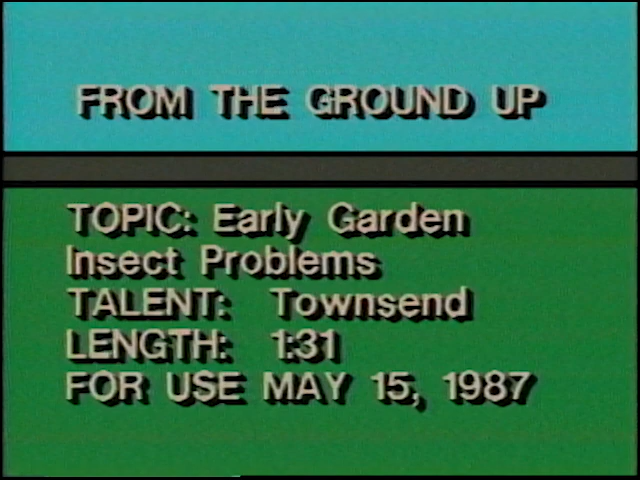 FROM THE GROUND UP
TOPIC: Early Garden
Insect Problems
TALENT: Townsend
LENGTH: 1:31
FOR USE MAY 15, 1987